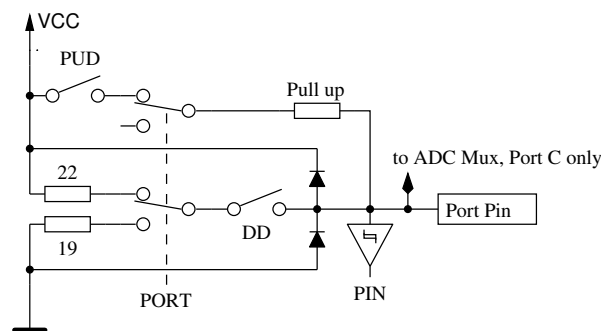 VCC
PUD
Pull up
to ADC Mux, Port C only
22
Port Pin
19
DD
PORT
PIN